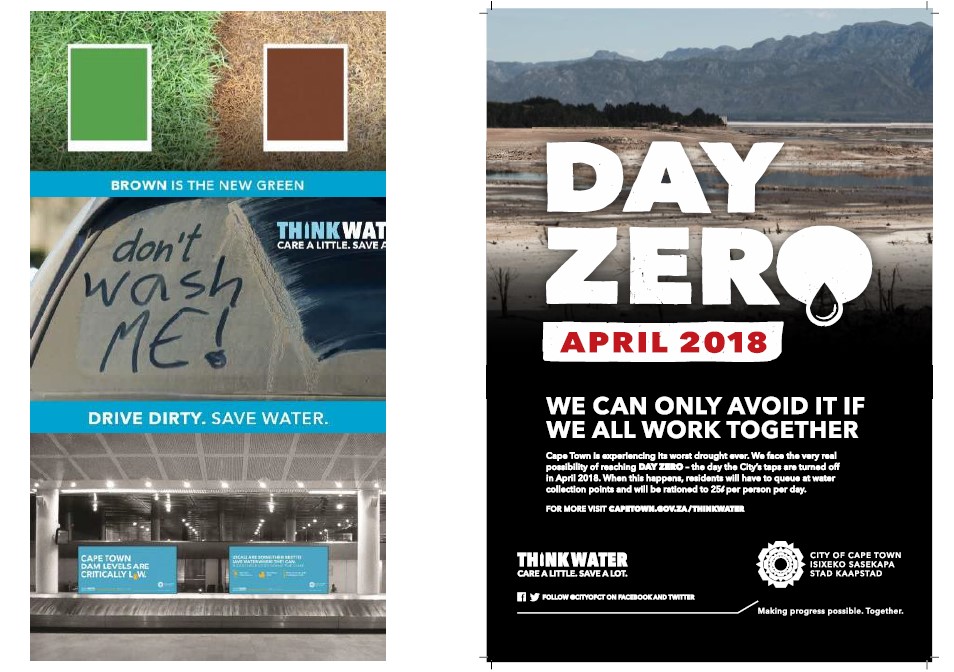 BROWN IS THE NEW GREEN
don't
wash
ME!
THINKWAT
CARE A LITTLE. SAVE A
DRIVE DIRTY. SAVE WATER.
CAPE TOWN
DAM LEVELS ARE
CRITICALLY LOW.
DAY
ZERO
APRIL 2018
WE CAN ONLY AVOID IT IF
WE ALL WORK TOGETHER
Cape Town is experiencing its worst drought ever. We face the very real
possibility of reaching DAY ZERO – the day the City's taps are turned off
in April 2018. When this happens, residents will have to queue at water
collection points and will be rationed to 25ℓ per person per day.
FOR MORE VISIT CAPETOWN.GOV.ZA/THINKWATER
THINKWATER
CARE A LITTLE. SAVE A LOT.
FOLLOW @CITYOFCT ON FACEBOOK AND TWITTER
CITY OF CAPE TOWN
ISIXEKO SASEKAPA
STAD KAAPSTAD
Making progress possible. Together.